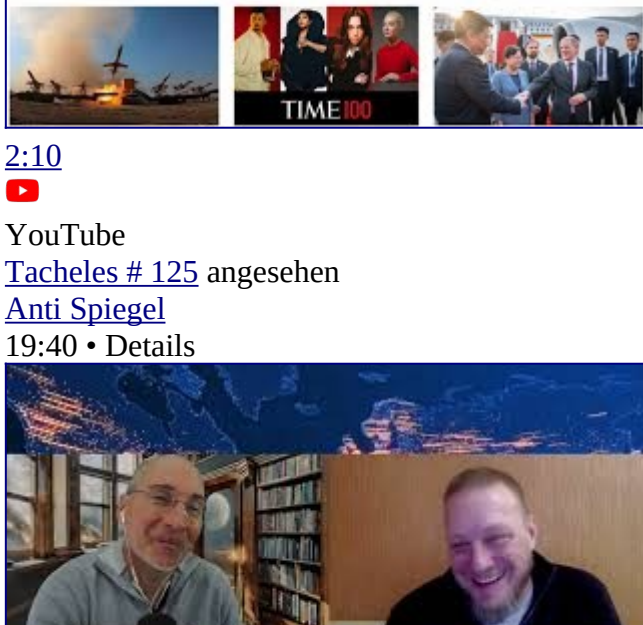 TIME100
2:10
YouTube
Tacheles # 125 angesehen
Anti Spiegel
19:40 • Details